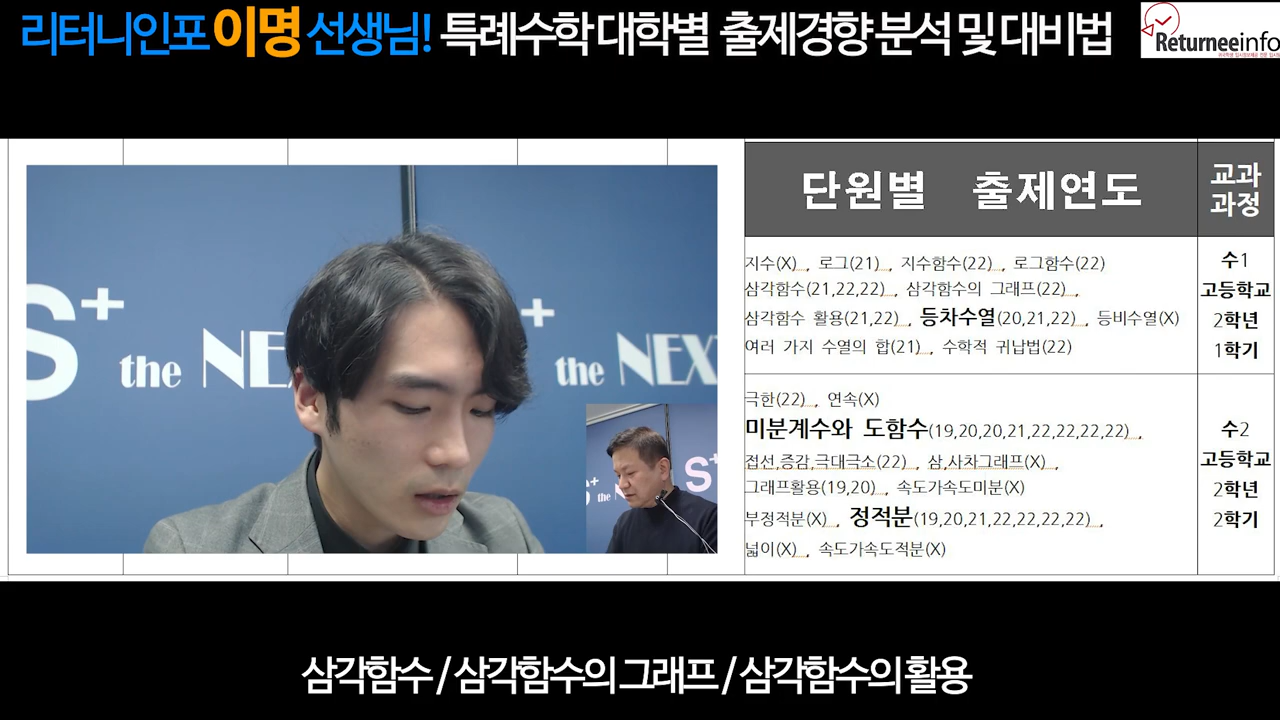 리터니인포 이명 선생님! 특례수학 대학별 출제경향 분석 및 대비법
Returneeinfo
단원별 출제연도
교과
과정
지수(X) , 로그(21) , 지수함수(22) , 로그함수(22)
삼각함수(21,22,22) , 삼각함수의 그래프(22) ,
삼각함수 활용(21,22) , 등차수열(20,21,22) , 등비수열(X)
여러 가지 수열의 합(21) , 수학적 귀납법(22)
수1
고등학교
2학년
1학기
극한(22) , 연속(X)
미분계수와 도함수(19,20,20,21,22,22,22,22) ,
접선,증감,극대극소(22) , 삼,사차그래프(X) ,
그래프활용(19,20) , 속도가속도미분(X)
부정적분(X) , 정적분(19,20,21,22,22,22,22) ,
넓이(X) , 속도가속도적분(X)
수2
고등학교
2학년
2학기
S+
the NE
+
the NEX
S+
the N
삼각함수 / 삼각함수의 그래프 / 삼각함수의 활용